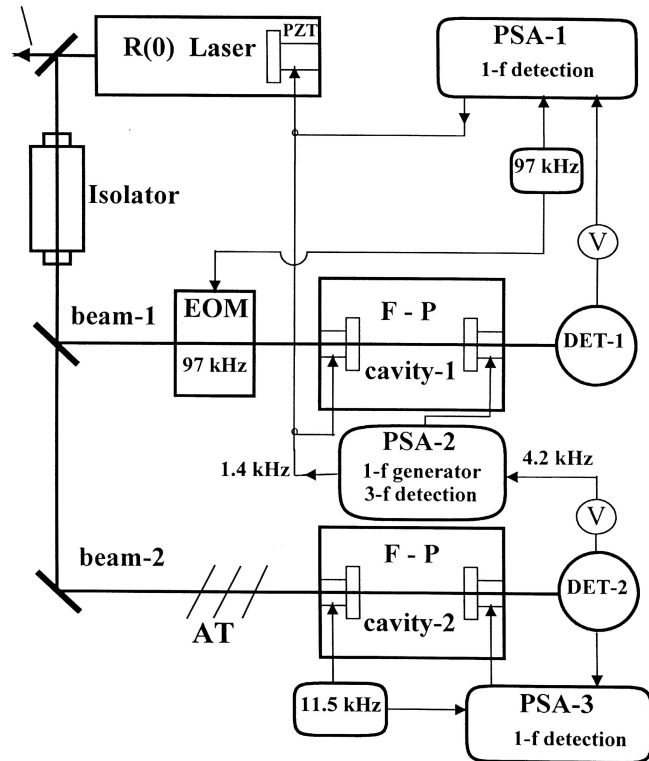 R(0) Laser
PZT
PSA-1
1-f detection
97 kHz
Isolator
V
beam-1
EOM
97 kHz
F - P
cavity-1
DET-1
PSA-2
1-f generator
3-f detection
1.4 kHz
4.2 kHz
V
beam-2
AT
F - P
cavity-2
DET-2
11.5 kHz
PSA-3
1-f detection